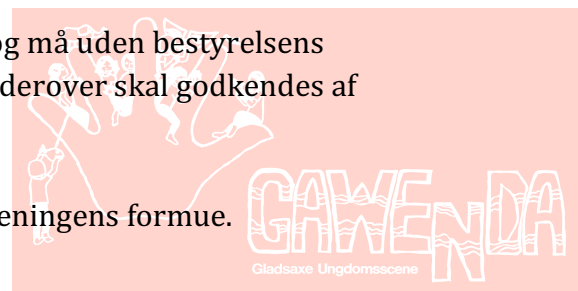 og må uden bestyrelsens
derover skal godkendes af
eningens formue.
GAWENDA
Gladsaxe Ungdomsscene